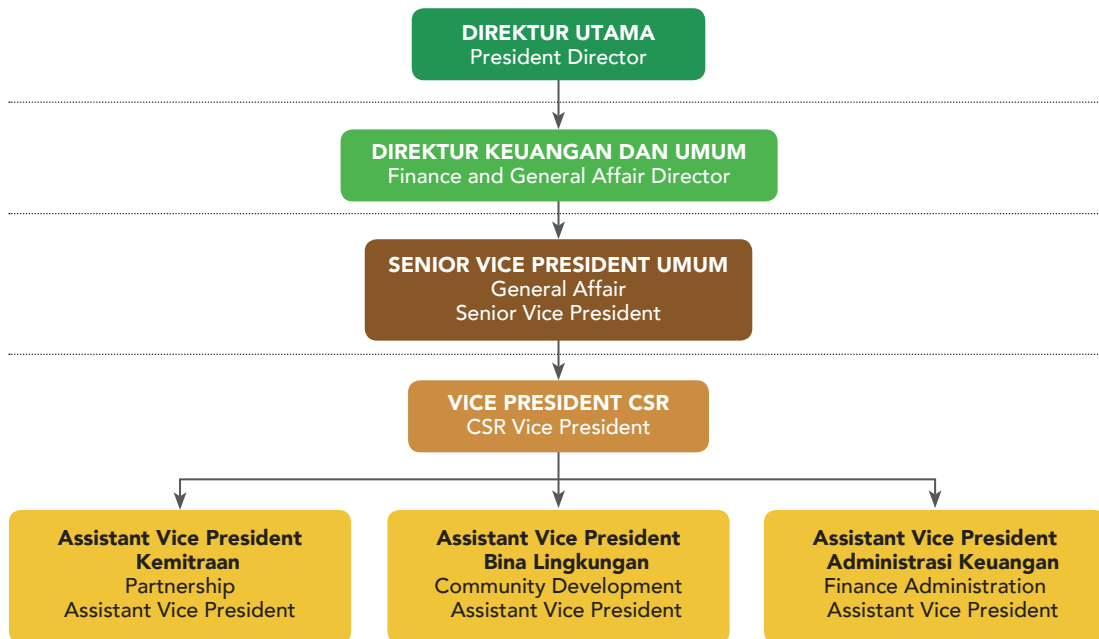 DIREKTUR UTAMA
President Director
DIREKTUR KEUANGAN DAN UMUM
Finance and General Affair Director
SENIOR VICE PRESIDENT UMUM
General Affair
Senior Vice President
VICE PRESIDENT CSR
CSR Vice President
Assistant Vice President
Kemitraan
Partnership
Assistant Vice President
Assistant Vice President
Bina Lingkungan
Community Development
Assistant Vice President
Assistant Vice President
Administrasi Keuangan
Finance Administration
Assistant Vice President